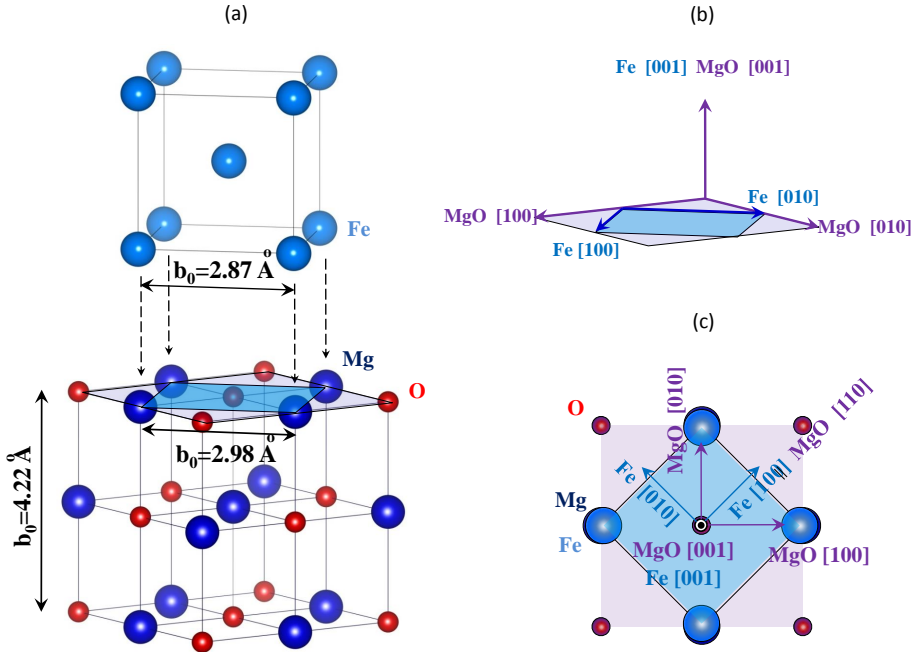 (a)
Fe
b₀=2.87 Å
Mg
O
b₀=2.98 Å
b₀=4.22 Å
(b)
Fe [001] MgO [001]
MgO [100]
Fe [010]
MgO [010]
Fe [100]
(c)
O
MgO [010]
MgO [110]
Fe [010]
Fe [100]
\\
Mg
Fe
MgO [001]
MgO [100]
Fe [001]